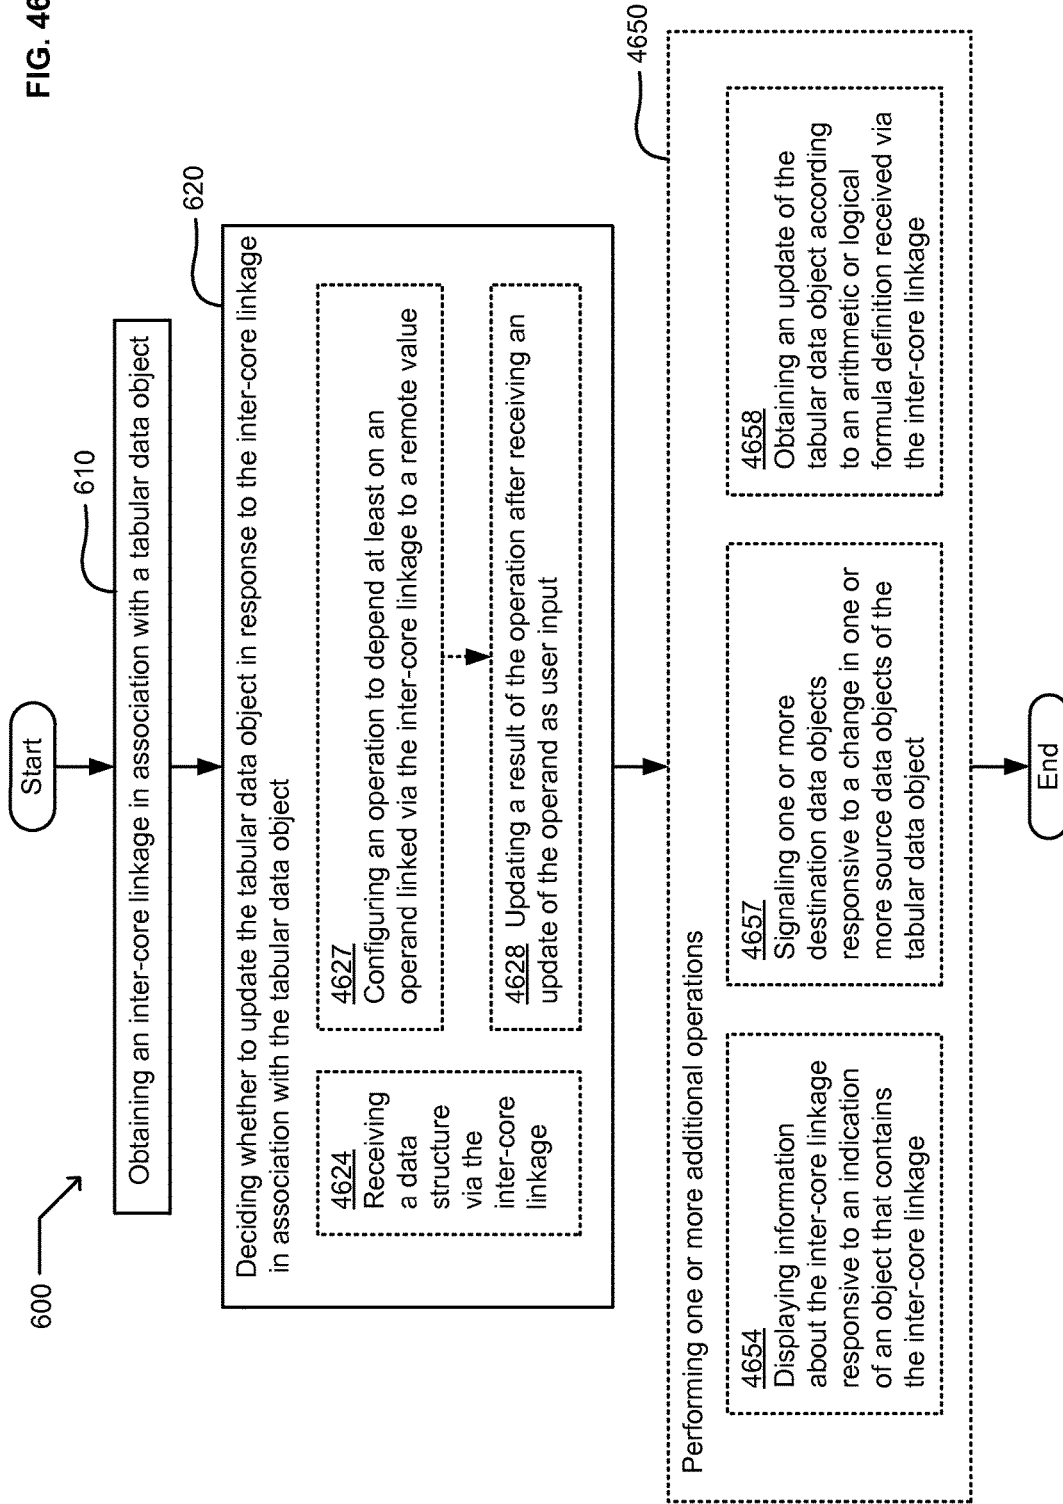 FIG. 46
600
Start
610
Obtaining an inter-core linkage in association with a tabular data object
620
Deciding whether to update the tabular data object in response to the inter-core linkage
in association with the tabular data object
4624
Receiving
a data
structure
via the
inter-core
linkage
4627
Configuring an operation to depend at least on an
operand linked via the inter-core linkage to a remote value
4628 Updating a result of the operation after receiving an
update of the operand as user input
4650
Performing one or more additional operations
4654
Displaying information
about the inter-core linkage
responsive to an indication
of an object that contains
the inter-core linkage
4657
Signaling one or more
destination data objects
responsive to a change in one or
more source data objects of the
tabular data object
4658
Obtaining an update of the
tabular data object according
to an arithmetic or logical
formula definition received via
the inter-core linkage
End